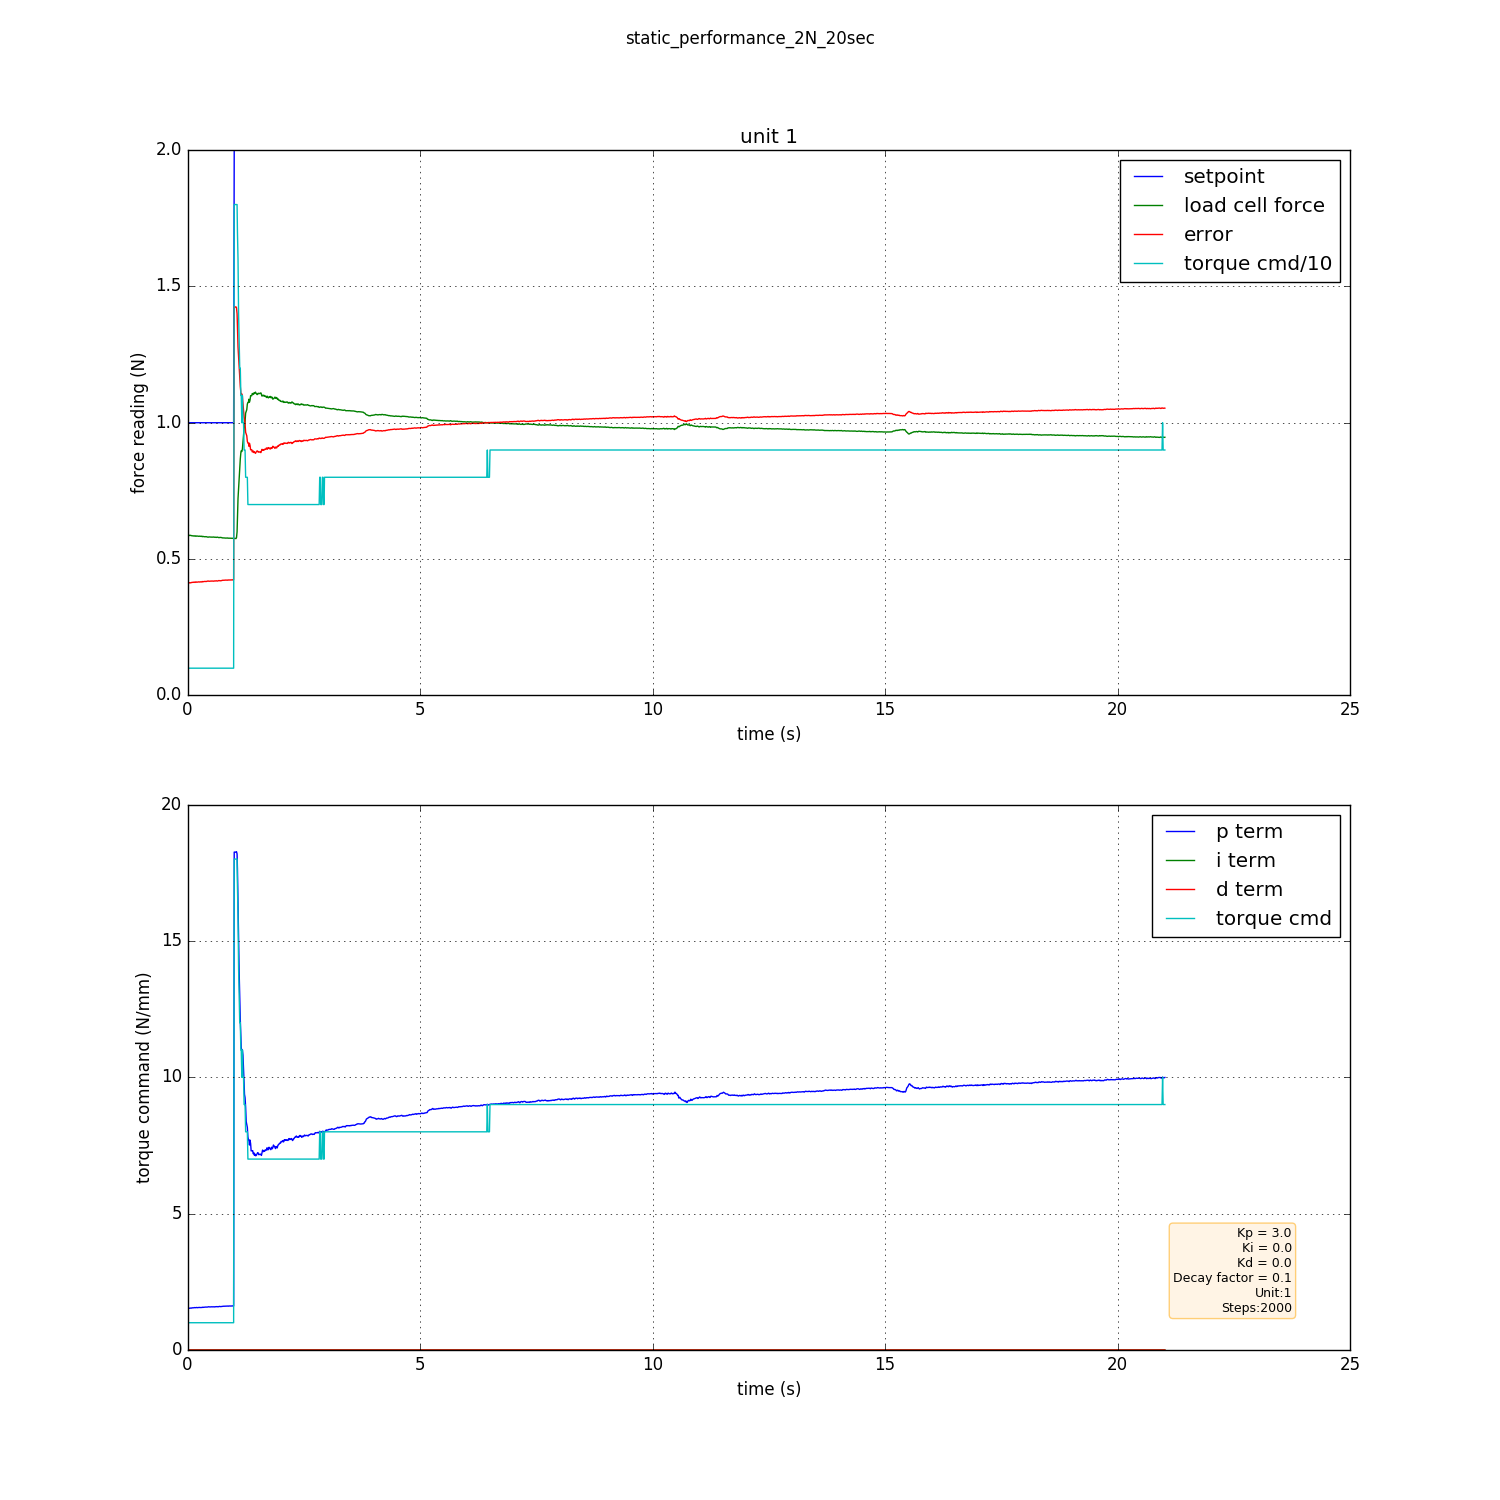 static_performance_2N_20sec
unit 1
2.0
1.5
1.0
0.5
0.0
force reading (N)
setpoint
load cell force
error
torque cmd/10
0 5 10 15 20 25
time (s)
20
15
10
5
0
torque command (N/mm)
p term
i term
d term
torque cmd
Kp = 3.0
Ki = 0.0
Kd = 0.0
Decay factor = 0.1
Unit:1
Steps:2000
0 5 10 15 20 25
time (s)